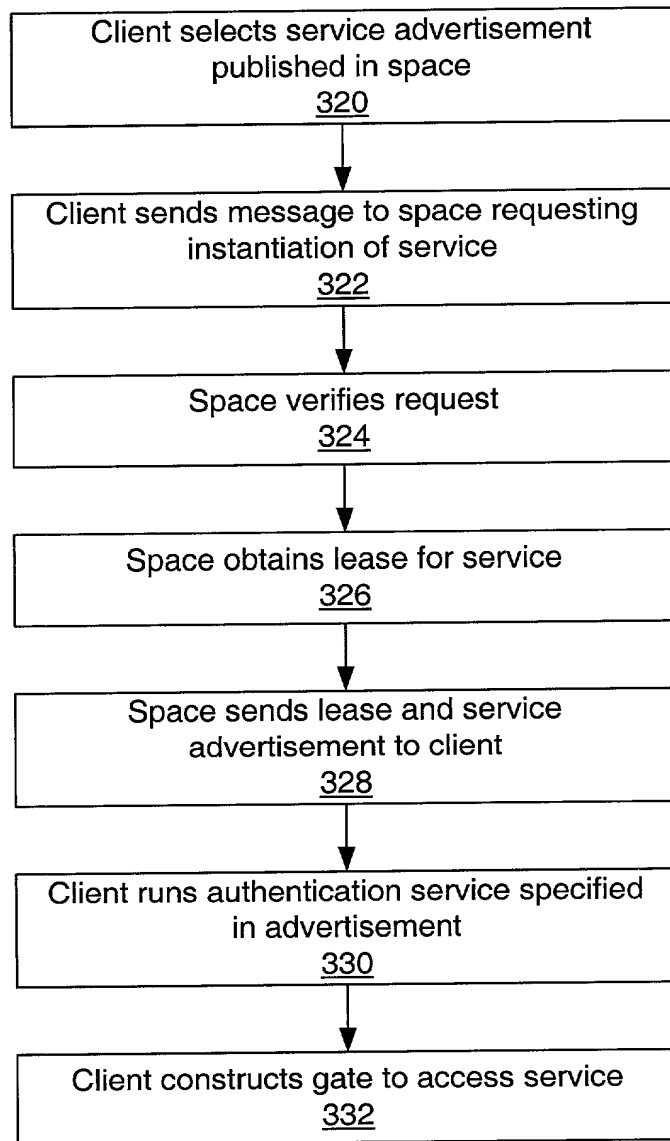 Client selects service advertisement
published in space
320
Client sends message to space requesting
instantiation of service
322
Space verifies request
324
Space obtains lease for service
326
Space sends lease and service
advertisement to client
328
Client runs authentication service specified
in advertisement
330
Client constructs gate to access service
332